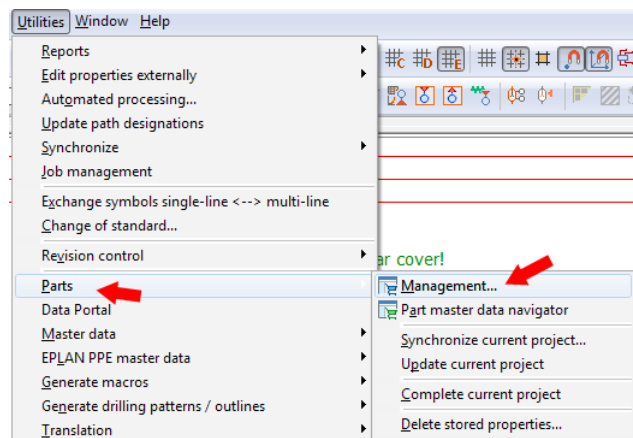 Utilities Window Help
Reports
Edit properties externally
Automated processing...
Update path designations
Synchronize
Job management
Exchange symbols single-line <--> multi-line
Change of standard...
Revision control
ar cover!
Parts
Management...
Data Portal
Part master data navigator
Master data
Synchronize current project...
EPLAN PPE master data
Update current project
Generate macros
Complete current project
Generate drilling patterns / outlines
Delete stored properties...
Translation